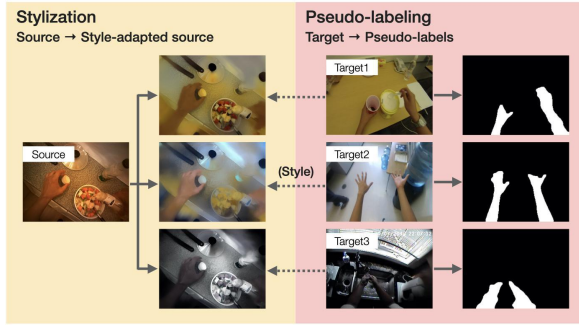 Stylization
Source → Style-adapted source
Pseudo-labeling
Target → Pseudo-labels
Source
(Style)
Target1
Target2
Target3